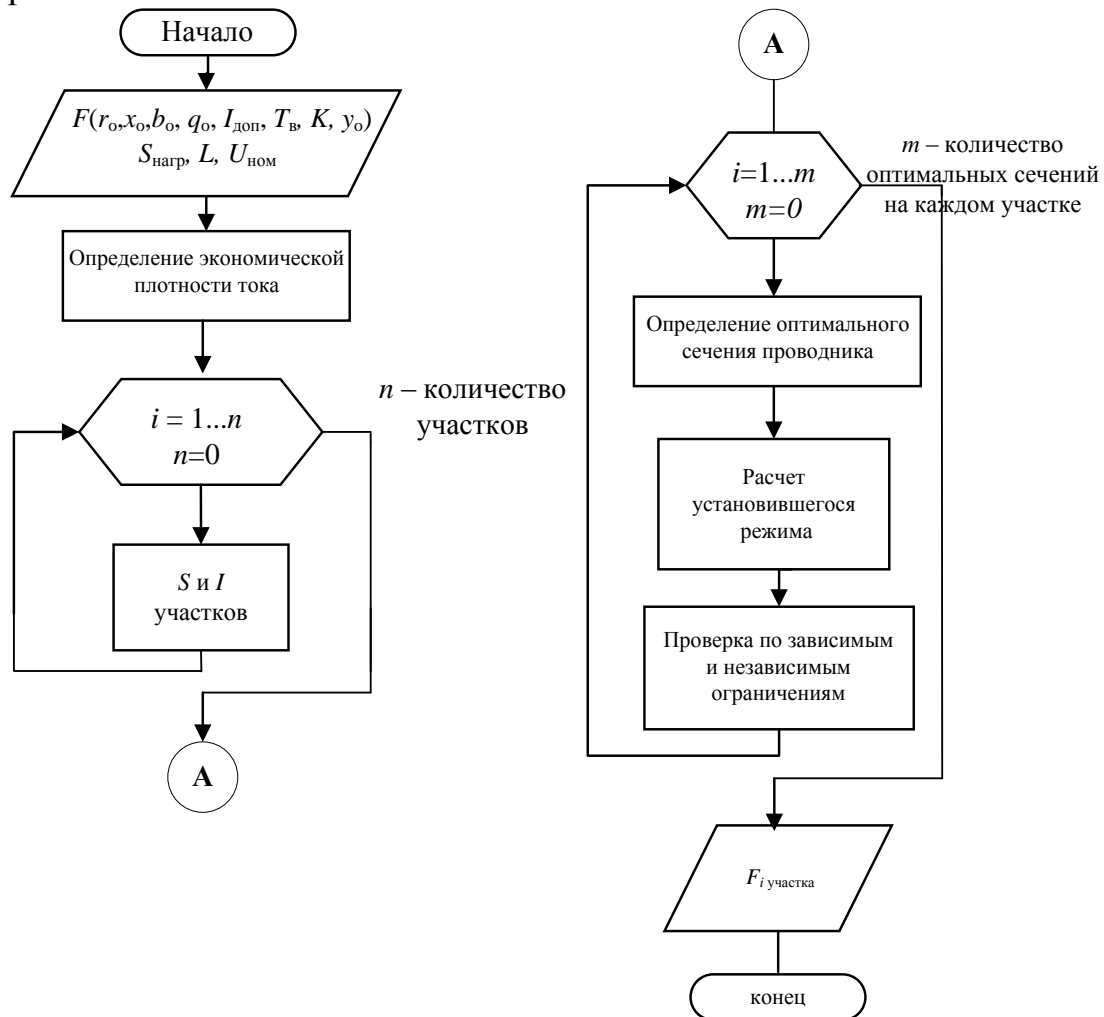 Начало
F(rо,xо,bо, qо, Iдоп, Tв, K, yо)
Sнагр, L, Uном
Определение экономической
плотности тока
i = 1...n
n=0
n – количество
участков
S и I
участков
А
А
i=1...m
m=0
m – количество
оптимальных сечений
на каждом участке
Определение оптимального
сечения проводника
Расчет
установившегося
режима
Проверка по зависимым
и независимым
ограничениям
Fi участка
конец